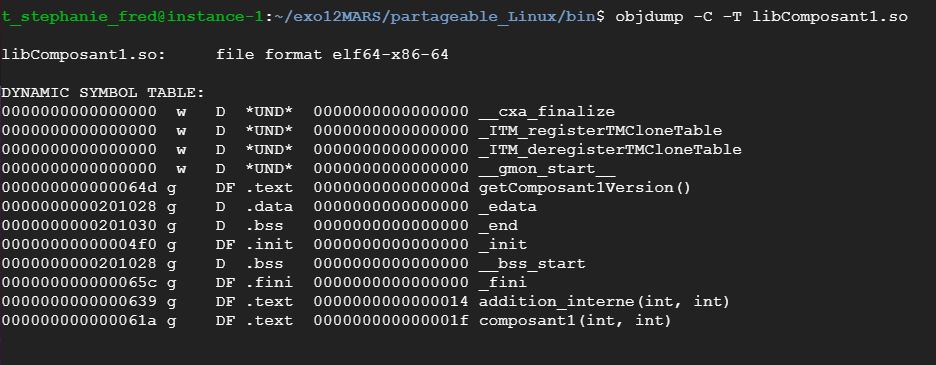 t_stephanie_fred@instance-1:~/exo12MARS/partageable_Linux/bin$ objdump -C -T libComposant1.so
libComposant1.so:     file format elf64-x86-64
DYNAMIC SYMBOL TABLE:
0000000000000000  w   D  *UND*  0000000000000000 __cxa_finalize
0000000000000000  w   D  *UND*  0000000000000000 _ITM_registerTMCloneTable
0000000000000000  w   D  *UND*  0000000000000000 _ITM_deregisterTMCloneTable
0000000000000000  w   D  *UND*  0000000000000000 __gmon_start__
000000000000064d g    DF .text  000000000000000d getComposant1Version()
0000000000201028 g    D  .data  0000000000000000 _edata
0000000000201030 g    D  .bss   0000000000000000 _end
00000000000004f0 g    DF .init  0000000000000000 _init
0000000000201028 g    D  .bss   0000000000000000 __bss_start
000000000000065c g    DF .fini  0000000000000000 _fini
0000000000000639 g    DF .text  0000000000000014 addition_interne(int, int)
000000000000061a g    DF .text  000000000000001f composant1(int, int)